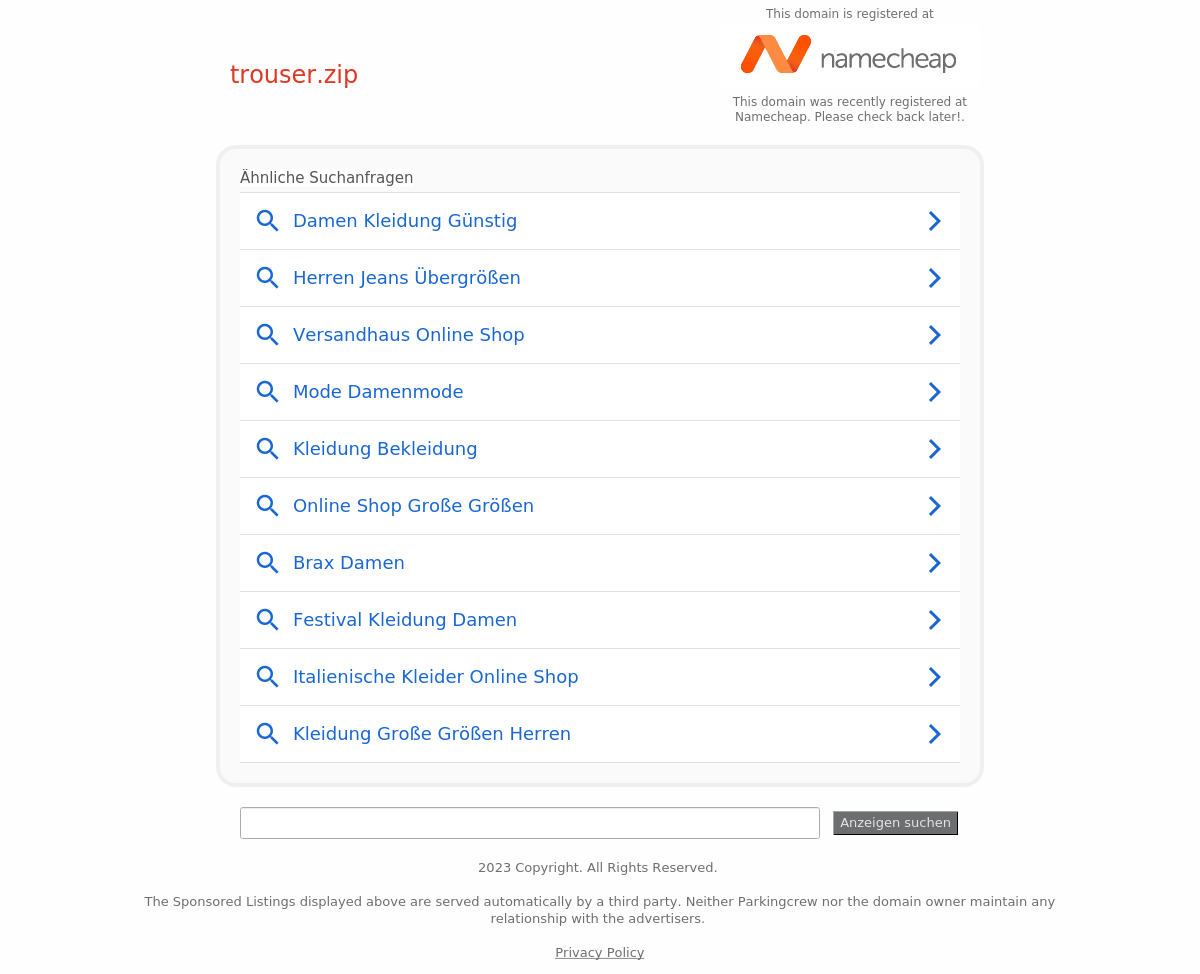 This domain is registered at
namecheap
trouser.zip
This domain was recently registered at
Namecheap. Please check back later!.
Ähnliche Suchanfragen
Damen Kleidung Günstig
Herren Jeans Übergrößen
Versandhaus Online Shop
Mode Damenmode
Kleidung Bekleidung
Online Shop Große Größen
Brax Damen
Festival Kleidung Damen
Italienische Kleider Online Shop
Kleidung Große Größen Herren
Anzeigen suchen
2023 Copyright. All Rights Reserved.
The Sponsored Listings displayed above are served automatically by a third party. Neither Parkingcrew nor the domain owner maintain any
relationship with the advertisers.
Privacy Policy